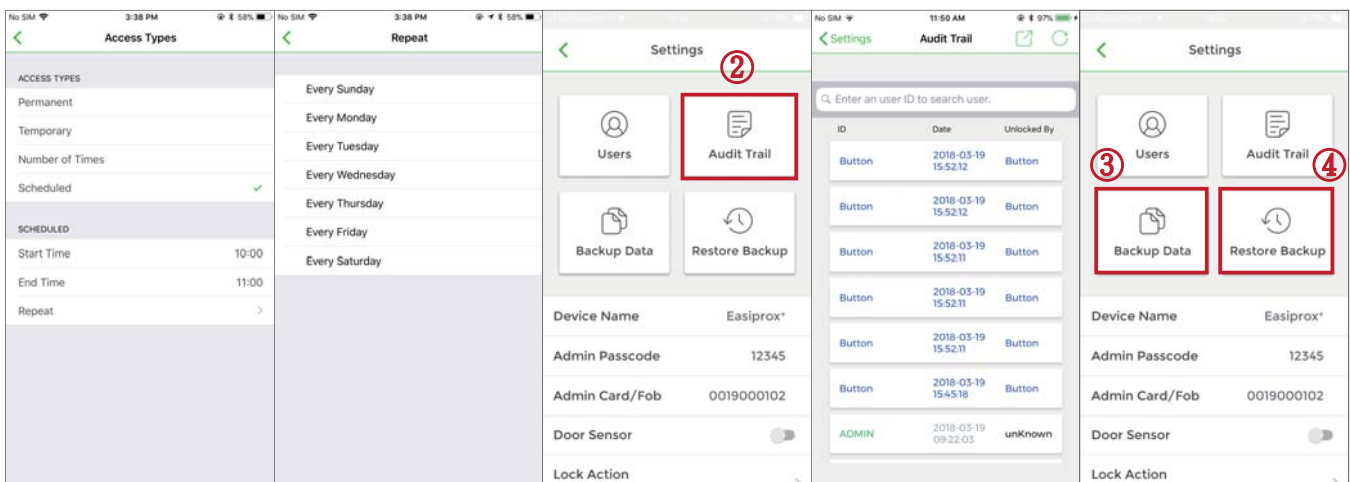 No SIM 3:38 PM 58%
Access Types
ACCESS TYPES
Permanent
Temporary
Number of Times
Scheduled
SCHEDULED
Start Time 10:00
End Time 11:00
Repeat
No SIM 3:38 PM 58%
Repeat
Every Sunday
Every Monday
Every Tuesday
Every Wednesday
Every Thursday
Every Friday
Every Saturday
Settings
②
Users Audit Trail
Backup Data Restore Backup
Device Name Easiprox+
Admin Passcode 12345
Admin Card/Fob 0019000102
Door Sensor
Lock Action
No SIM 11:50 AM 97%
Settings Audit Trail
Enter an user ID to search user.
ID Date Unlocked By
Button 2018-03-19 15:52:12 Button
Button 2018-03-19 15:52:12 Button
Button 2018-03-19 15:52:11 Button
Button 2018-03-19 15:52:11 Button
Button 2018-03-19 15:52:11 Button
Button 2018-03-19 15:45:18 Button
ADMIN 2018-03-19 09:22:03 unKnown
Settings
Users Audit Trail
③ ④
Backup Data Restore Backup
Device Name Easiprox+
Admin Passcode 12345
Admin Card/Fob 0019000102
Door Sensor
Lock Action